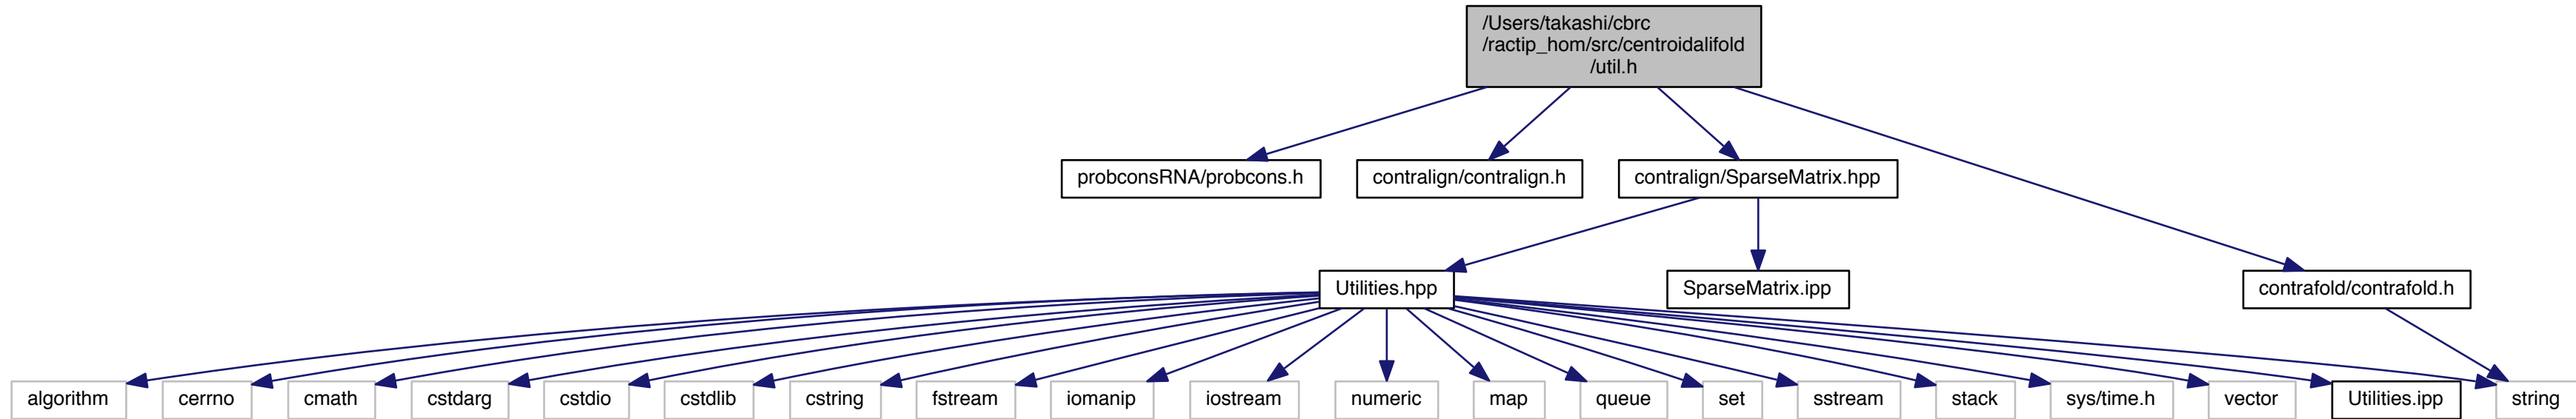 /Users/takashi/cbrc
/ractip_hom/src/centroidalifold
/util.h
probconsRNA/probcons.h
contralign/contralign.h
contralign/SparseMatrix.hpp
Utilities.hpp
SparseMatrix.ipp
contrafold/contrafold.h
algorithm
cerrno
cmath
cstdarg
cstdio
cstdlib
cstring
fstream
iomanip
iostream
numeric
map
queue
set
sstream
stack
sys/time.h
vector
Utilities.ipp
string